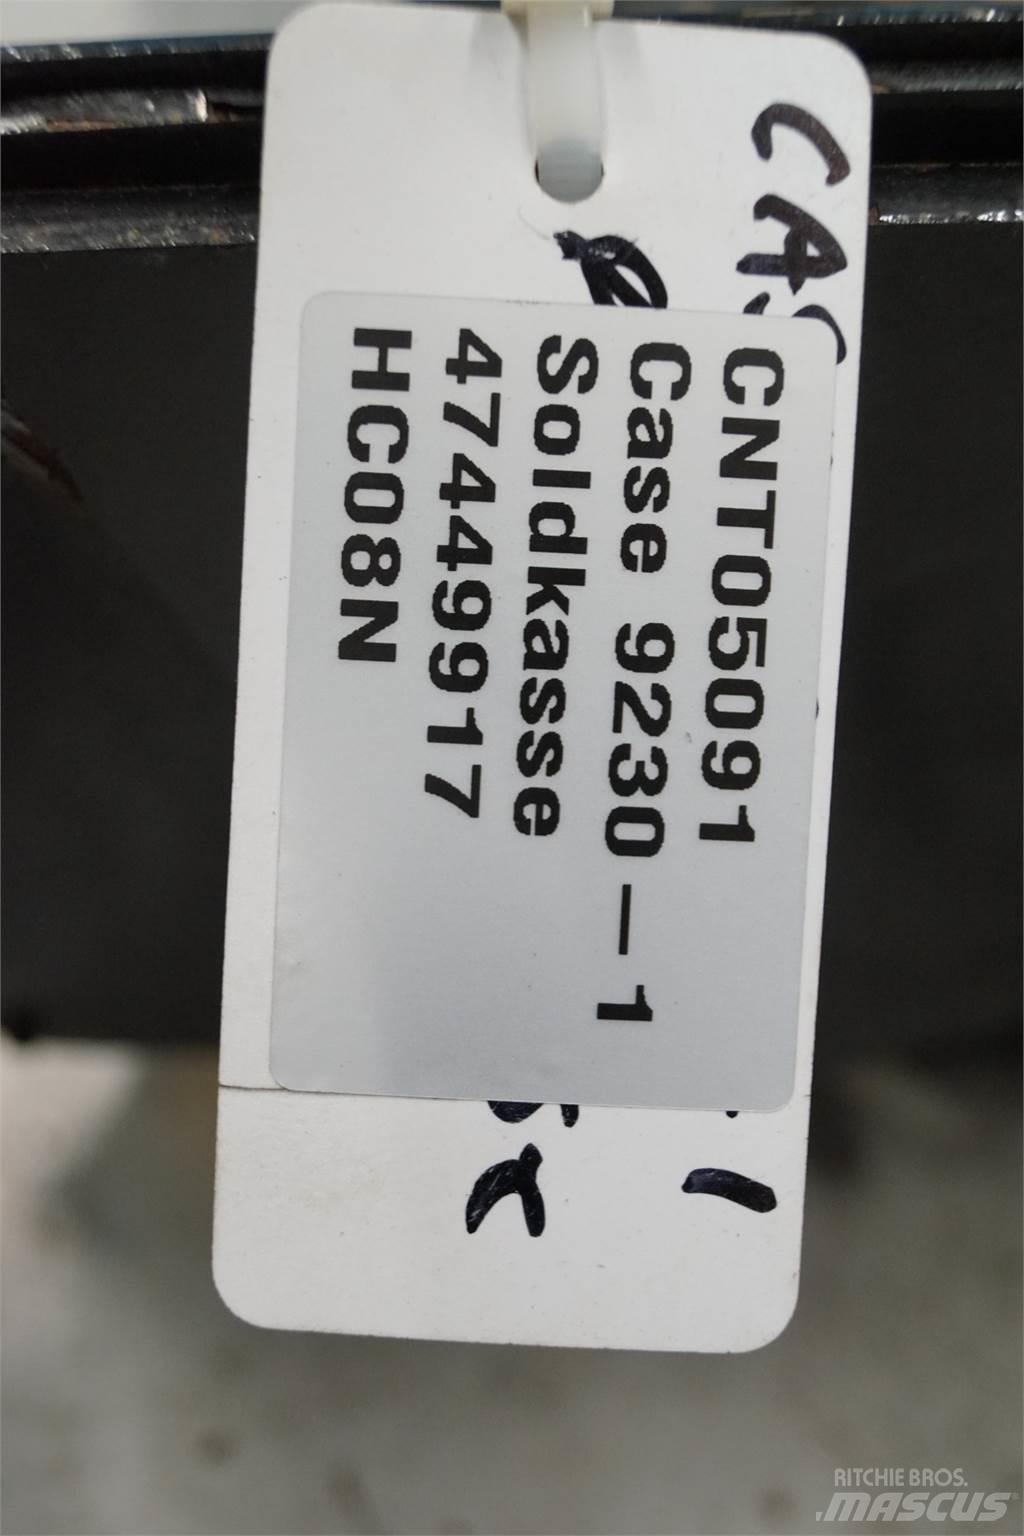 CNT05091
Case 9230-1
Soldkasse
47449917
HC08N
RITCHIE BROS.
MASCUS